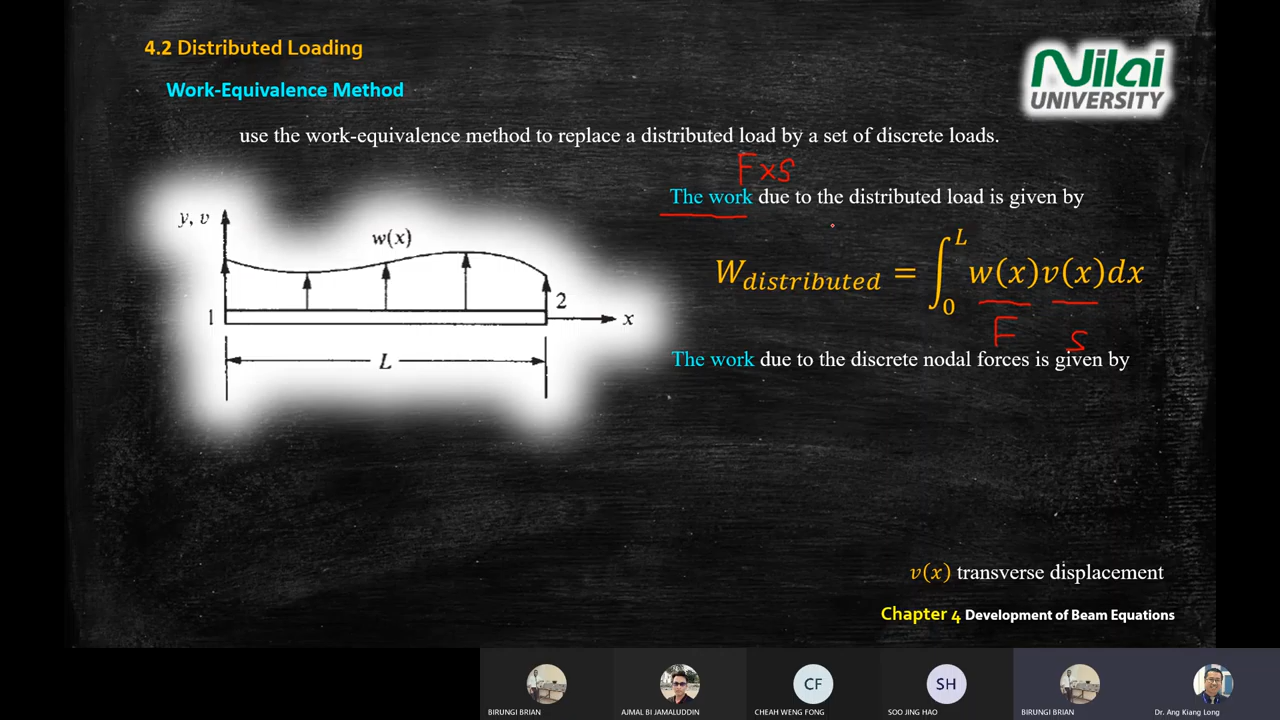 4.2 Distributed Loading
Work-Equivalence Method
Nilai
UNIVERSITY
use the work-equivalence method to replace a distributed load by a set of discrete loads.
F×S
The work due to the distributed load is given by
y, v
w(x)
1
2
x
L
W_distributed = ∫_0^L w(x)v(x)dx
F
S
The work due to the discrete nodal forces is given by
v(x) transverse displacement
Chapter 4 Development of Beam Equations
CF
SH
BIRUNGI BRIAN
AJMAL BI JAMALUDDIN
CHEAH WENG FONG
SOO JING HAO
BIRUNGI BRIAN
Dr. Ang Kiang Long